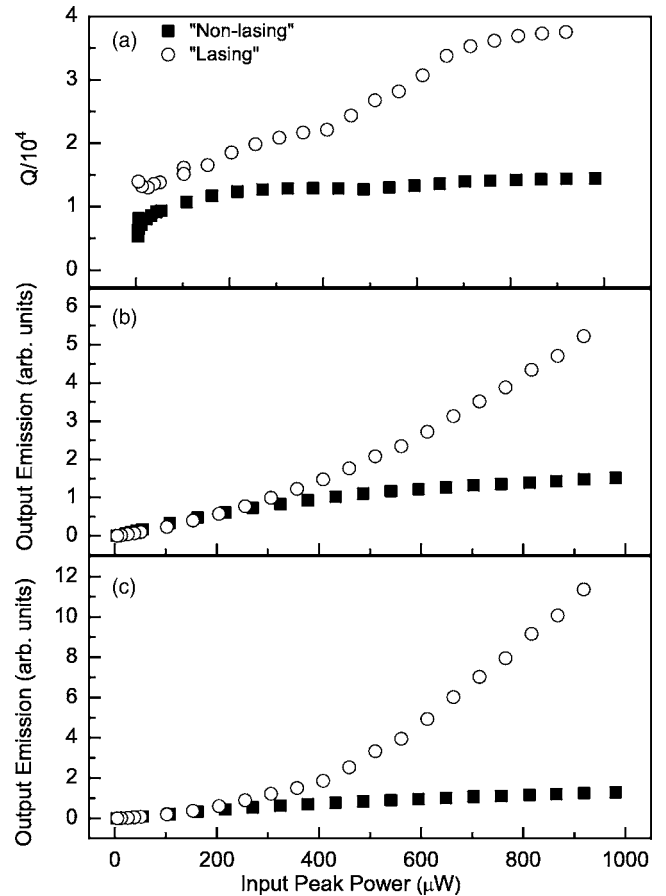 (a)
"Non-lasing"
"Lasing"
4
3
2
1
0
Q/10⁴
(b)
6
5
4
3
2
1
0
Output Emission (arb. units)
(c)
12
10
8
6
4
2
0
Output Emission (arb. units)
0 200 400 600 800 1000
Input Peak Power (μW)